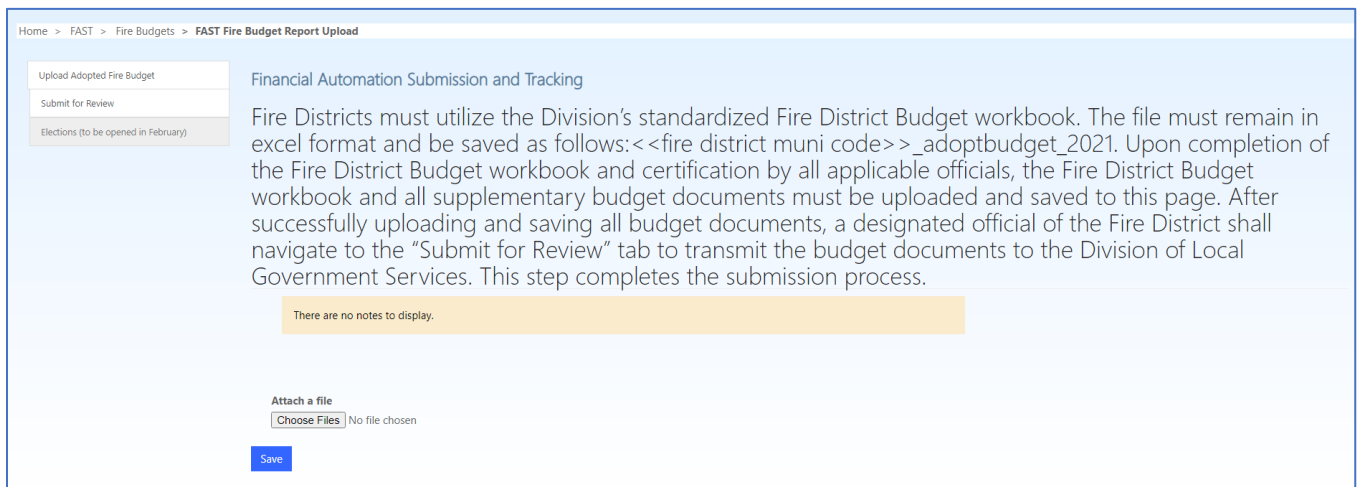 Home > FAST > Fire Budgets > FAST Fire Budget Report Upload
Upload Adopted Fire Budget
Submit for Review
Elections (to be opened in February)
Financial Automation Submission and Tracking
Fire Districts must utilize the Division's standardized Fire District Budget workbook. The file must remain in
excel format and be saved as follows:<<fire district muni code>>_adoptbudget_2021. Upon completion of
the Fire District Budget workbook and certification by all applicable officials, the Fire District Budget
workbook and all supplementary budget documents must be uploaded and saved to this page. After
successfully uploading and saving all budget documents, a designated official of the Fire District shall
navigate to the “Submit for Review” tab to transmit the budget documents to the Division of Local
Government Services. This step completes the submission process.
There are no notes to display.
Attach a file
Choose Files No file chosen
Save